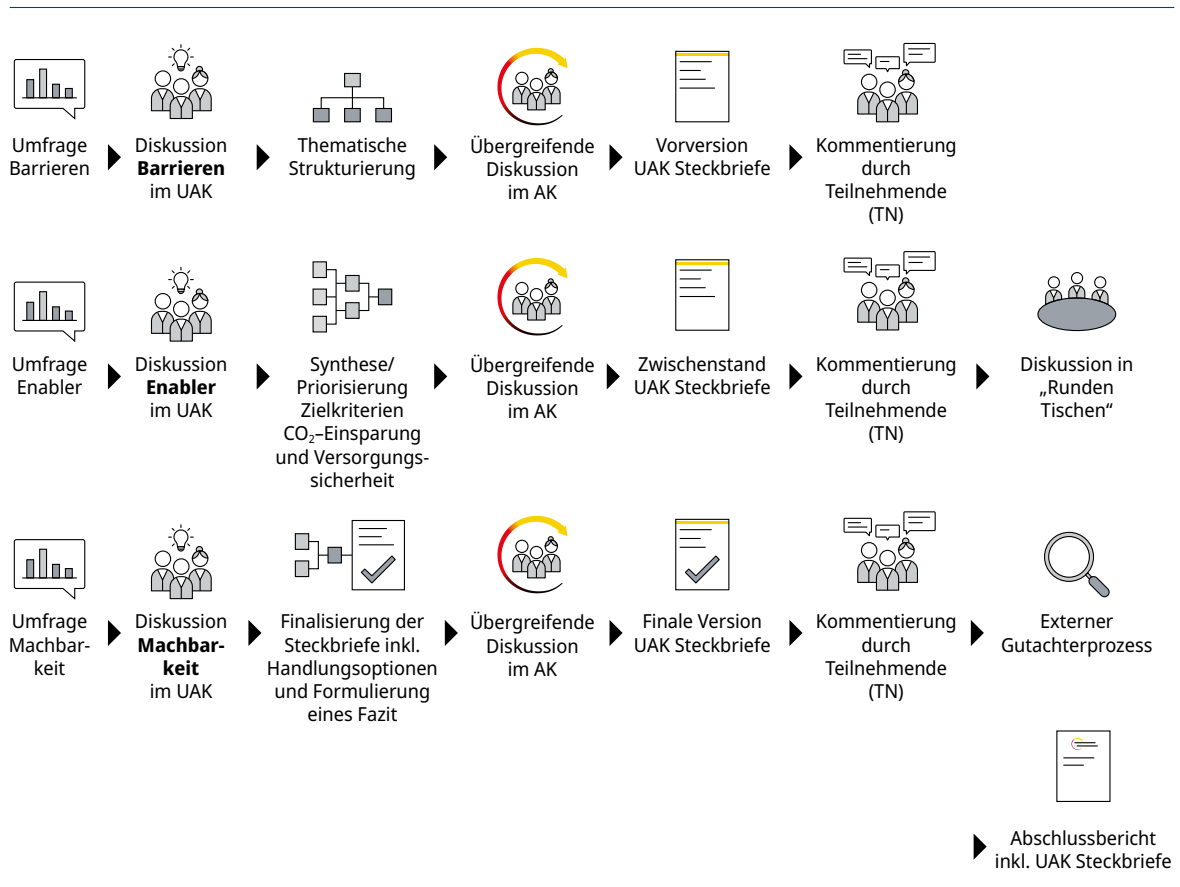 Umfrage
Barrieren
Diskussion
Barrieren
im UAK
Thematische
Strukturierung
Übergreifende
Diskussion
im AK
Vorversion
UAK Steckbriefe
Kommentierung
durch
Teilnehmende
(TN)
Umfrage
Enabler
Diskussion
Enabler
im UAK
Synthese/
Priorisierung
Zielkriterien
CO₂–Einsparung
und Versorgungs-
sicherheit
Übergreifende
Diskussion
im AK
Zwischenstand
UAK Steckbriefe
Kommentierung
durch
Teilnehmende
(TN)
Diskussion in
„Runden
Tischen“
Umfrage
Machbar-
keit
Diskussion
Machbar-
keit
im UAK
Finalisierung der
Steckbriefe inkl.
Handlungsoptionen
und Formulierung
eines Fazit
Übergreifende
Diskussion
im AK
Finale Version
UAK Steckbriefe
Kommentierung
durch
Teilnehmende
(TN)
Externer
Gutachterprozess
Abschlussbericht
inkl. UAK Steckbriefe